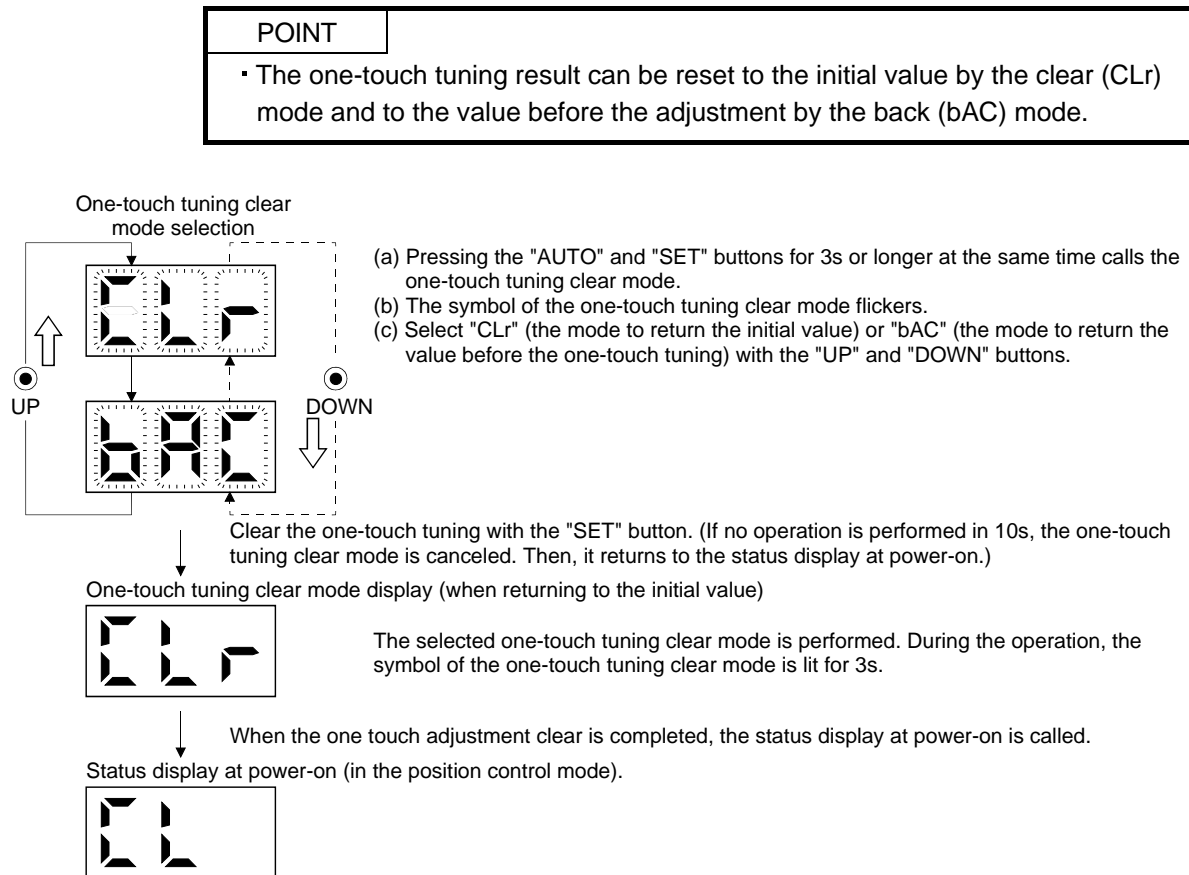 POINT
▪ The one-touch tuning result can be reset to the initial value by the clear (CLr)
mode and to the value before the adjustment by the back (bAC) mode.
One-touch tuning clear
mode selection
CLr
UP
DOWN
bAC
(a) Pressing the "AUTO" and "SET" buttons for 3s or longer at the same time calls the
one-touch tuning clear mode.
(b) The symbol of the one-touch tuning clear mode flickers.
(c) Select "CLr" (the mode to return the initial value) or "bAC" (the mode to return the
value before the one-touch tuning) with the "UP" and "DOWN" buttons.
Clear the one-touch tuning with the "SET" button. (If no operation is performed in 10s, the one-touch
tuning clear mode is canceled. Then, it returns to the status display at power-on.)
One-touch tuning clear mode display (when returning to the initial value)
CLr
The selected one-touch tuning clear mode is performed. During the operation, the
symbol of the one-touch tuning clear mode is lit for 3s.
When the one touch adjustment clear is completed, the status display at power-on is called.
Status display at power-on (in the position control mode).
CL